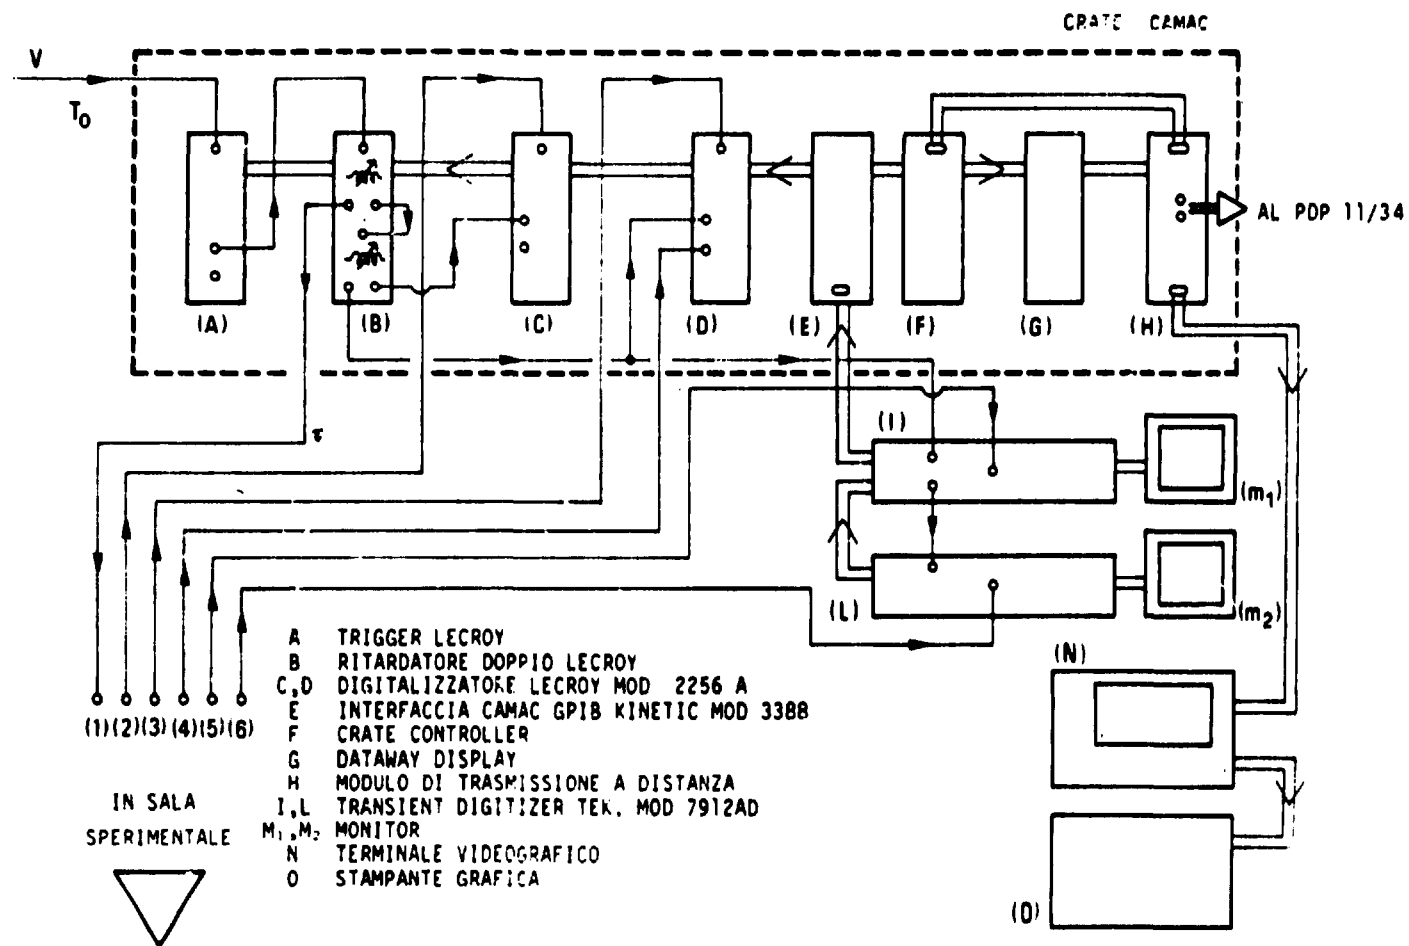 CRATE CAMAC
V
T0
AL PDP 11/34
(A)
(B)
(C)
(D)
(E)
(F)
(G)
(H)
(I)
τ
(m1)
(L)
(m2)
(N)
A TRIGGER LECROY
B RITARDATORE DOPPIO LECROY
C,D DIGITALIZZATORE LECROY MOD 2256 A
E INTERFACCIA CAMAC GPIB KINETIC MOD 3388
F CRATE CONTROLLER
G DATAWAY DISPLAY
H MODULO DI TRASMISSIONE A DISTANZA
I,L TRANSIENT DIGITIZER TEK. MOD 7912AD
M1,M2 MONITOR
N TERMINALE VIDEOGRAFICO
O STAMPANTE GRAFICA
(1) (2) (3) (4) (5) (6)
IN SALA
SPERIMENTALE
(O)